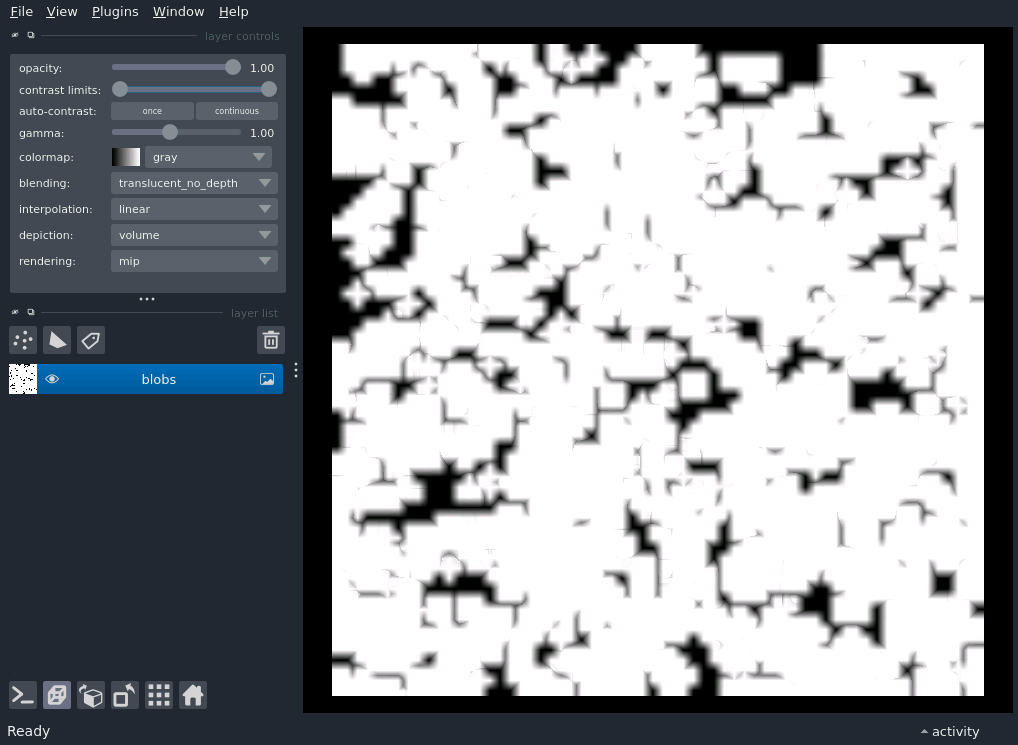 File View Plugins Window Help
layer controls
opacity: 1.00
contrast limits:
auto-contrast: once continuous
gamma: 1.00
colormap: gray
blending: translucent_no_depth
interpolation: linear
depiction: volume
rendering: mip
layer list
blobs
Ready activity